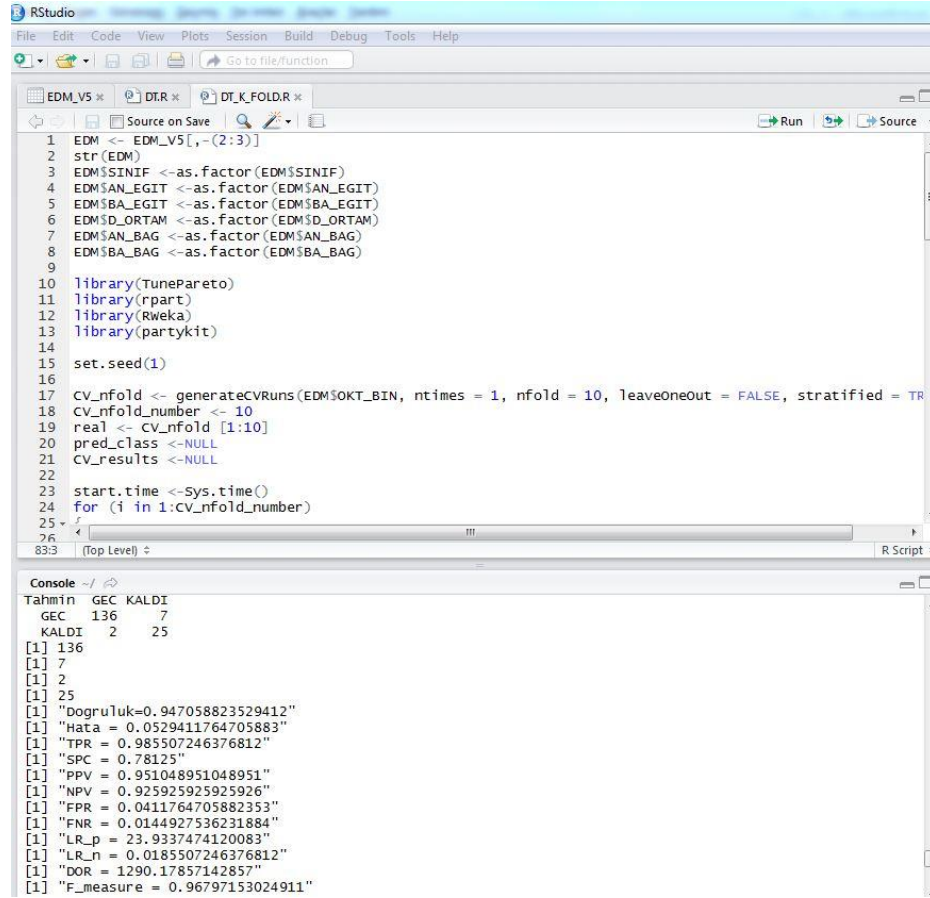 RStudio
File Edit Code View Plots Session Build Debug Tools Help
Go to file/function
EDM_V5 × DT.R × DT_K_FOLD.R ×
Source on Save Run Source
1 EDM <- EDM_V5[,-(2:3)]
2 str(EDM)
3 EDM$SINIF <-as.factor(EDM$SINIF)
4 EDM$AN_EGIT <-as.factor(EDM$AN_EGIT)
5 EDM$BA_EGIT <-as.factor(EDM$BA_EGIT)
6 EDM$D_ORTAM <-as.factor(EDM$D_ORTAM)
7 EDM$AN_BAG <-as.factor(EDM$AN_BAG)
8 EDM$BA_BAG <-as.factor(EDM$BA_BAG)
9
10 library(TunePareto)
11 library(rpart)
12 library(RWeka)
13 library(partykit)
14
15 set.seed(1)
16
17 CV_nfold <- generateCVRuns(EDM$OKT_BIN, ntimes = 1, nfold = 10, leaveOneOut = FALSE, stratified = TR
18 CV_nfold_number <- 10
19 real <- CV_nfold [1:10]
20 pred_class <-NULL
21 CV_results <-NULL
22
23 start.time <-Sys.time()
24 for (i in 1:CV_nfold_number)
25 {
26
83:3 (Top Level) R Script
Console ~/
Tahmin GEC KALDI
GEC 136 7
KALDI 2 25
[1] 136
[1] 7
[1] 2
[1] 25
[1] "Dogruluk=0.947058823529412"
[1] "Hata = 0.0529411764705883"
[1] "TPR = 0.985507246376812"
[1] "SPC = 0.78125"
[1] "PPV = 0.951048951048951"
[1] "NPV = 0.925925925925926"
[1] "FPR = 0.0411764705882353"
[1] "FNR = 0.0144927536231884"
[1] "LR_p = 23.9337474120083"
[1] "LR_n = 0.0185507246376812"
[1] "DOR = 1290.17857142857"
[1] "F_measure = 0.96797153024911"